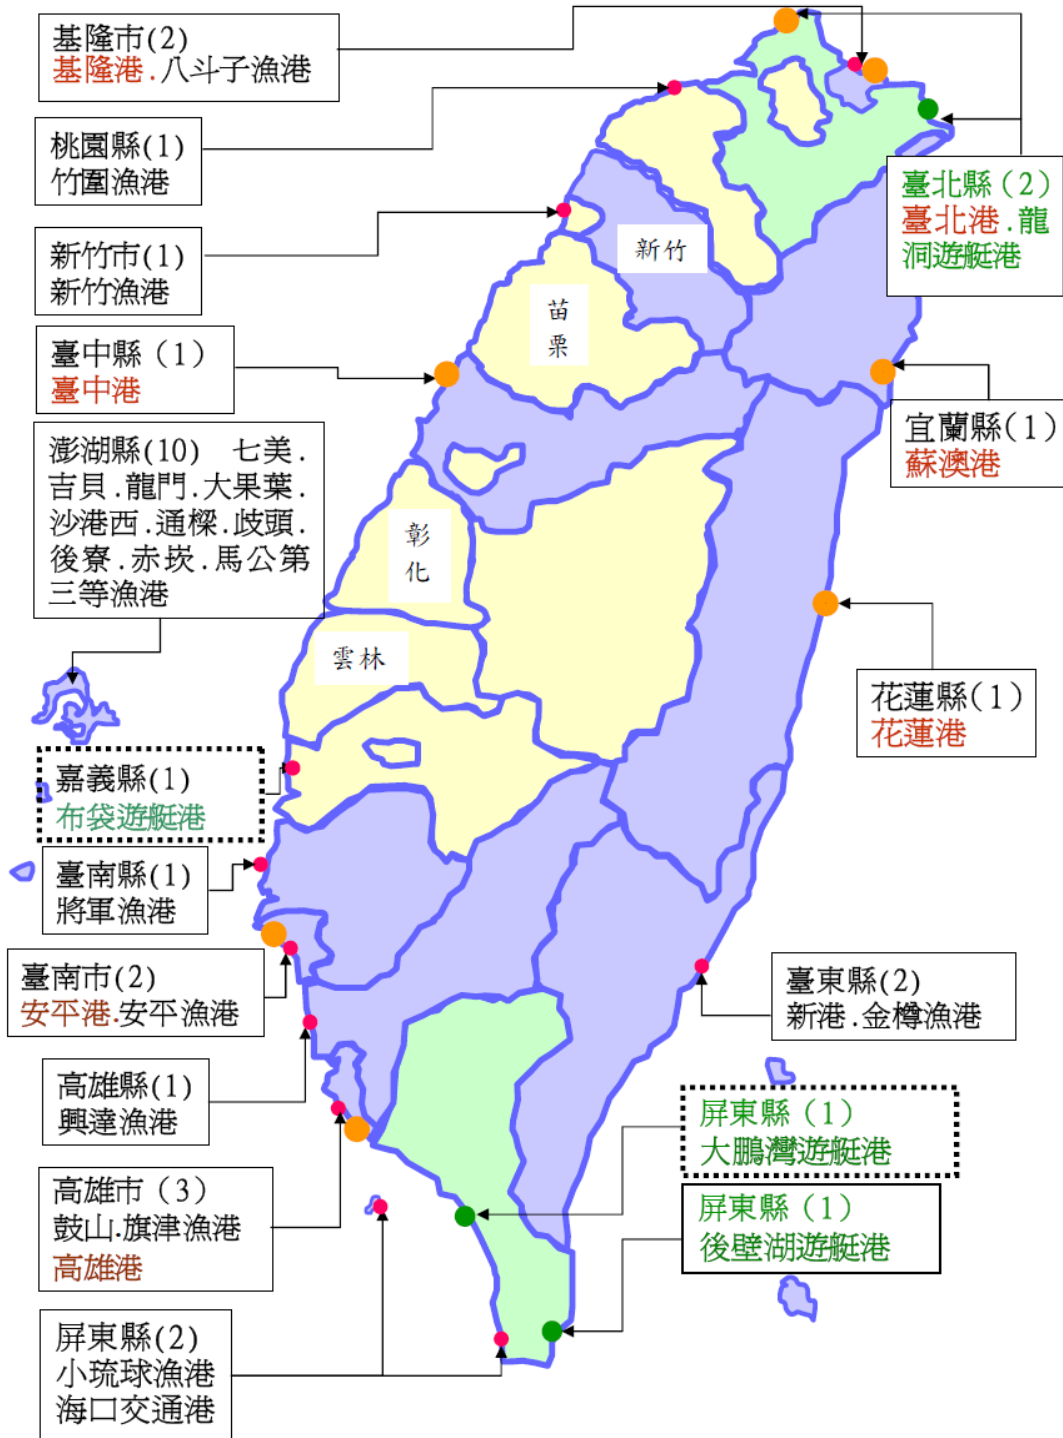 基隆市(2)
基隆港.八斗子漁港
桃園縣(1)
竹圍漁港
新竹市(1)
新竹漁港
臺中縣（1）
臺中港
澎湖縣(10) 七美.
吉貝.龍門.大果葉.
沙港西.通樑.歧頭.
後寮.赤崁.馬公第
三等漁港
嘉義縣(1)
布袋遊艇港
臺南縣(1)
將軍漁港
臺南市(2)
安平港.安平漁港
高雄縣(1)
興達漁港
高雄市（3）
鼓山.旗津漁港
高雄港
屏東縣(2)
小琉球漁港
海口交通港
新竹
苗
栗
彰
化
雲林
臺北縣（2）
臺北港.龍
洞遊艇港
宜蘭縣(1)
蘇澳港
花蓮縣(1)
花蓮港
臺東縣(2)
新港.金樽漁港
屏東縣（1）
大鵬灣遊艇港
屏東縣（1）
後壁湖遊艇港